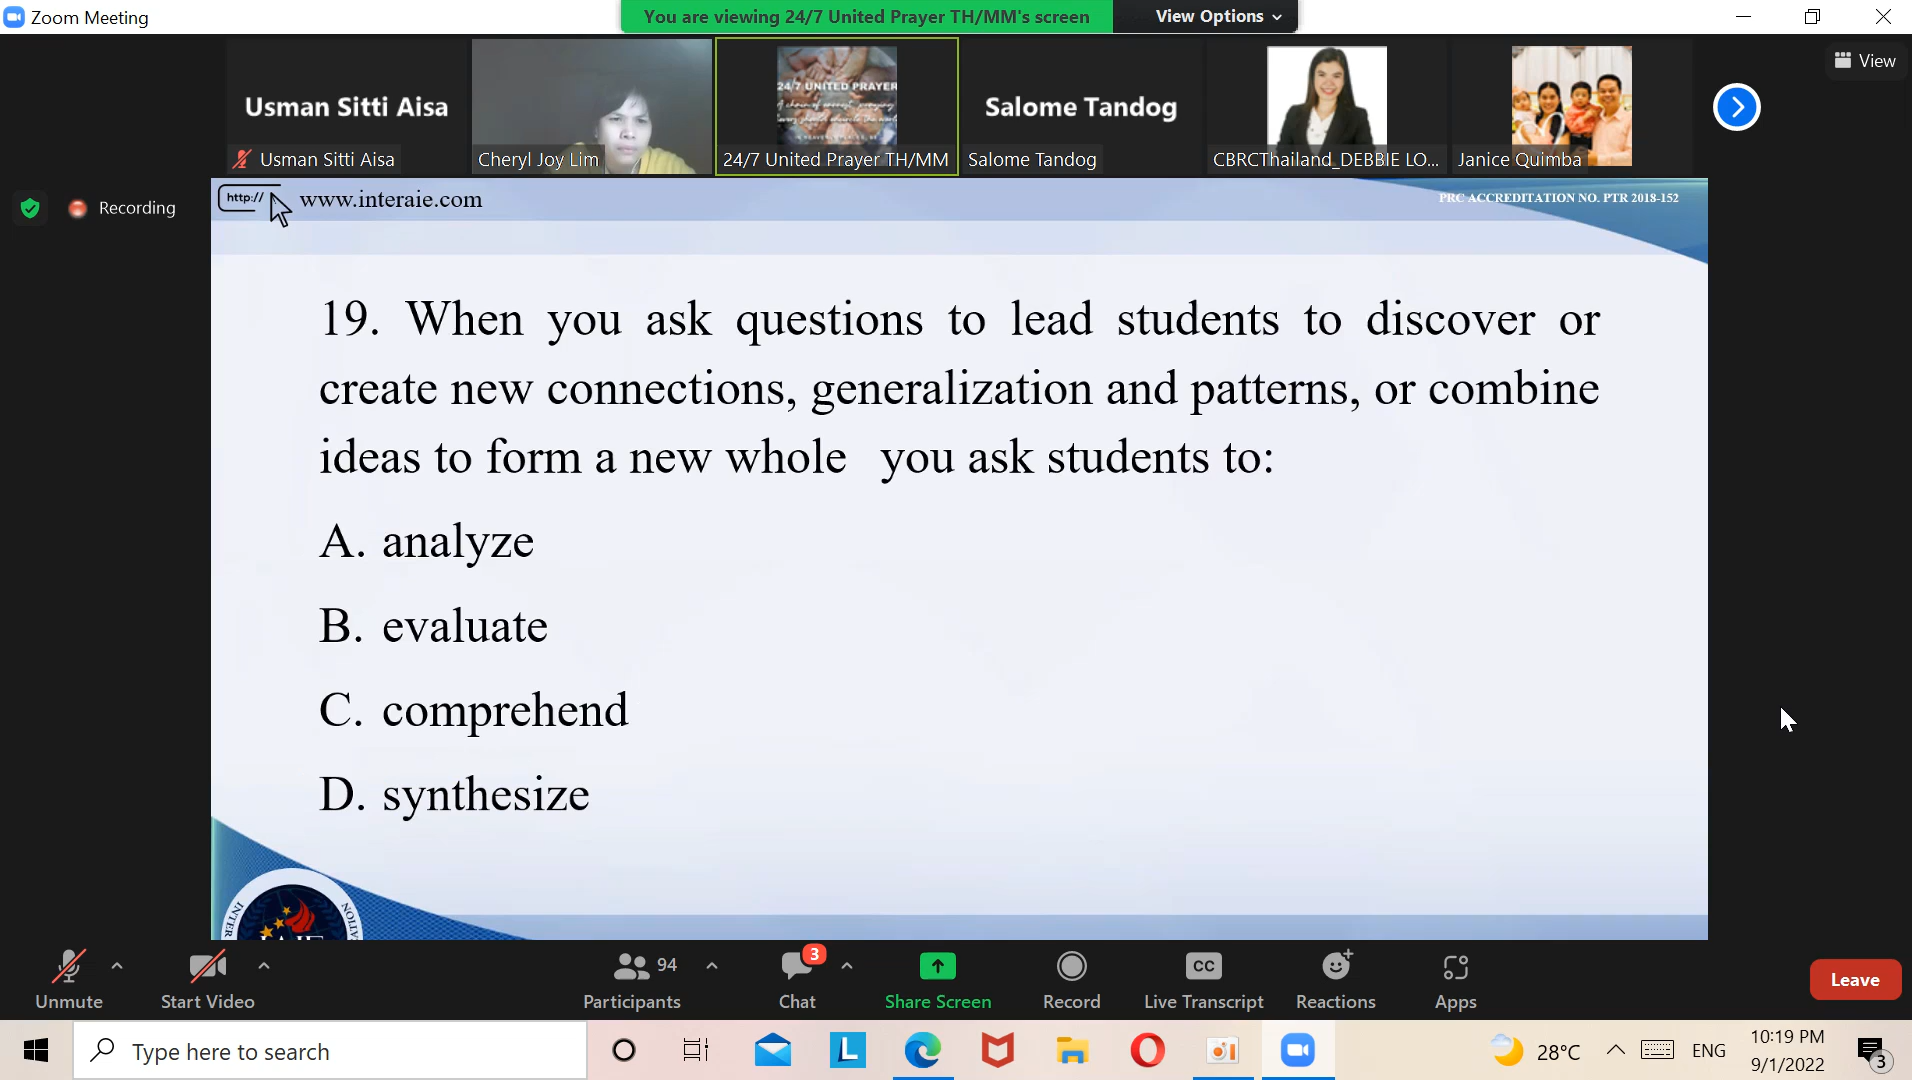 Zoom Meeting
You are viewing 24/7 United Prayer TH/MM's screen
View Options
View
Usman Sitti Aisa
Usman Sitti Aisa
Cheryl Joy Lim
24/7 UNITED PRAYER
24/7 United Prayer TH/MM
Salome Tandog
Salome Tandog
CBRCThailand_DEBBIE LO...
Janice Quimba
Recording
http://
www.interaie.com
PRC ACCREDITATION NO. PTR 2018-152
19. When you ask questions to lead students to discover or
create new connections, generalization and patterns, or combine
ideas to form a new whole you ask students to:
A. analyze
B. evaluate
C. comprehend
D. synthesize
Unmute
Start Video
94
Participants
3
Chat
Share Screen
Record
CC
Live Transcript
Reactions
Apps
Leave
Type here to search
L
28°C
ENG
10:19 PM
9/1/2022
3